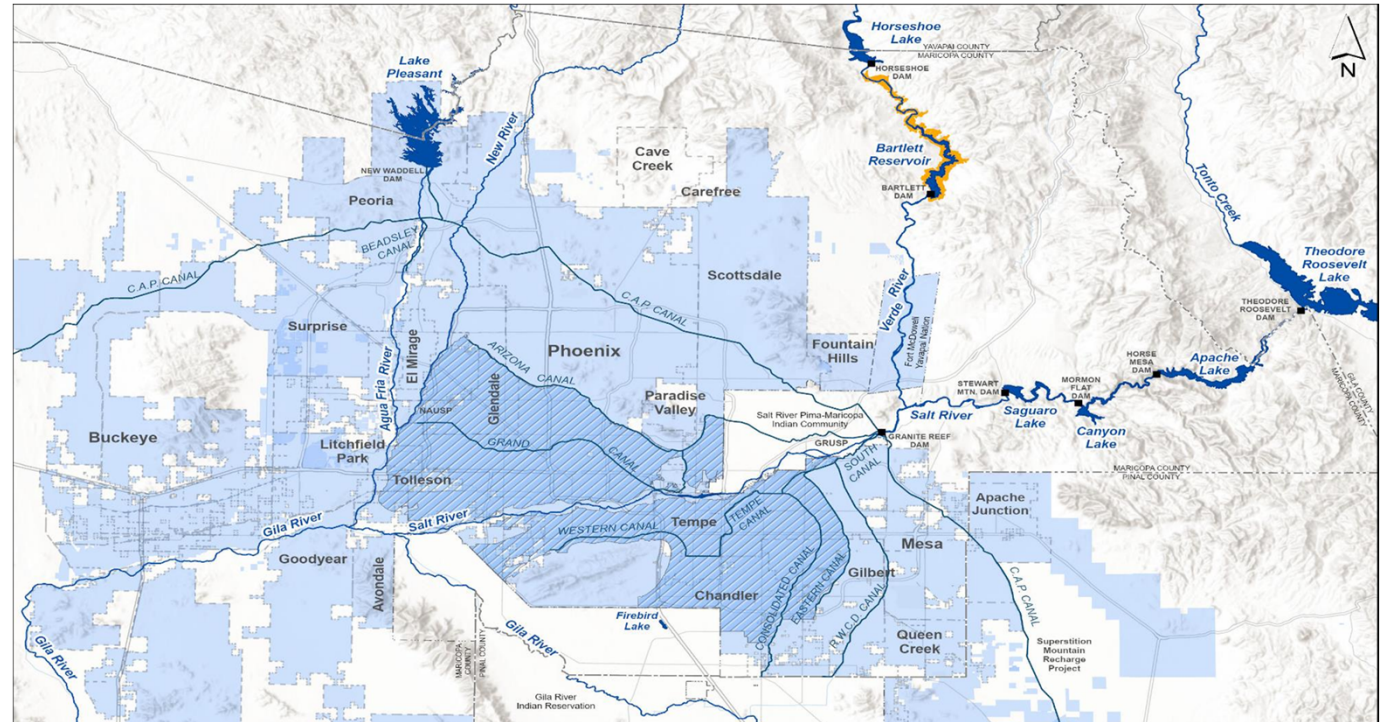 Horseshoe
Lake
YAVAPAI COUNTY
MARICOPA COUNTY
HORSESHOE
DAM
N
Lake
Pleasant
New River
Cave
Creek
Bartlett
Reservoir
Tonto Creek
NEW WADDELL
DAM
Carefree
BARTLETT
DAM
Peoria
BEADSLEY
CANAL
Theodore
Roosevelt
Lake
C.A.P. CANAL
Scottsdale
C.A.P. CANAL
Verde River
THEODORE
ROOSEVELT
DAM
Surprise
El Mirage
Phoenix
Fountain
Hills
Fort McDowell
Yavapai Nation
ARIZONA
CANAL
HORSE
MESA
DAM
Apache
Lake
GILA COUNTY
MARICOPA COUNTY
Agua Fria River
Glendale
STEWART
MTN. DAM
MORMON
FLAT
DAM
Paradise
Valley
NAUSP
Salt River Pima-Maricopa
Indian Community
Salt River
Saguaro
Lake
Canyon
Lake
Buckeye
Litchfield
Park
GRAND
CANAL
GRUSP
GRANITE REEF
DAM
SOUTH
CANAL
MARICOPA COUNTY
PINAL COUNTY
Tolleson
Apache
Junction
Gila River
Salt River
WESTERN CANAL
Tempe
TEMPE
CANAL
Goodyear
Mesa
Avondale
Gilbert
Chandler
CONSOLIDATED CANAL
EASTERN CANAL
R.W.C.D. CANAL
C.A.P. CANAL
Firebird
Lake
Gila River
Gila River
Queen
Creek
MARICOPA
COUNTY
PINAL COUNTY
Superstition
Mountain
Recharge
Project
Gila River
Indian Reservation